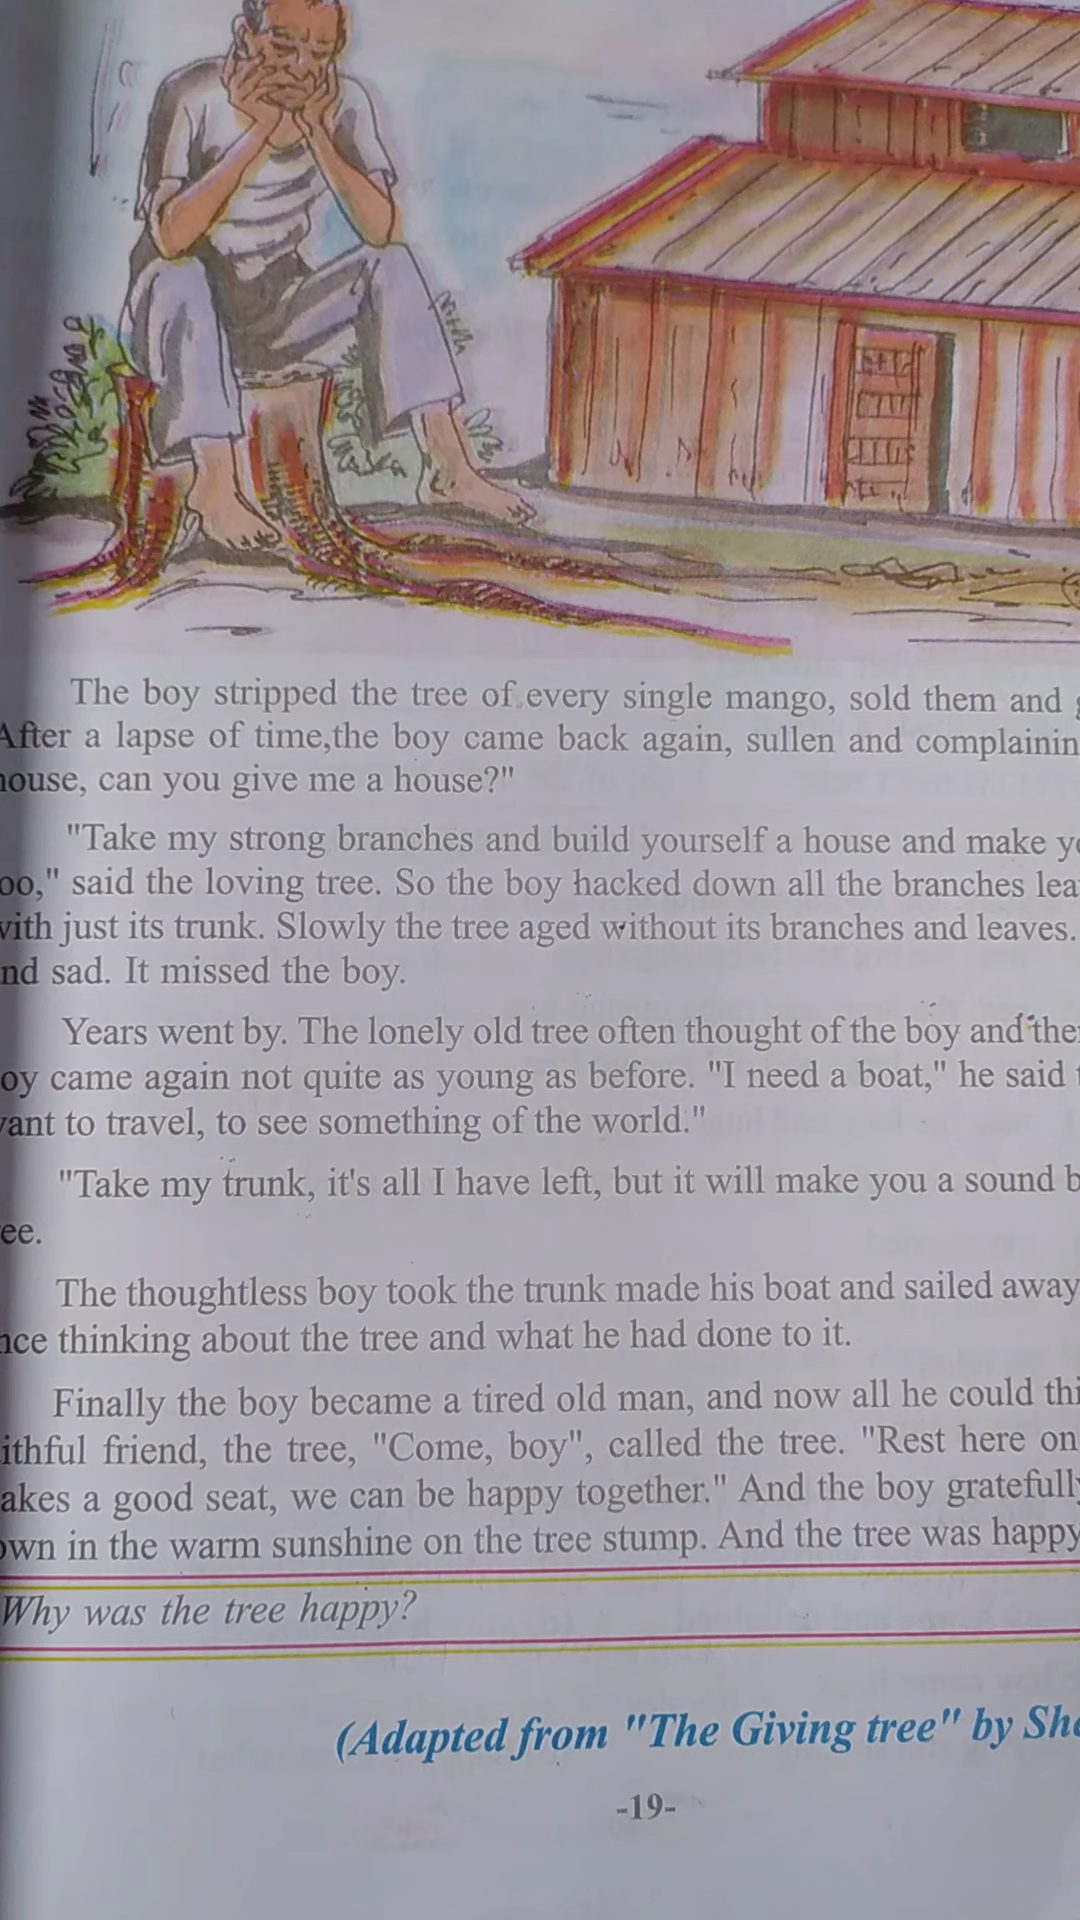 The boy stripped the tree of every single mango, sold them and
After a lapse of time,the boy came back again, sullen and complainin
ouse, can you give me a house?"
"Take my strong branches and build yourself a house and make
oo," said the loving tree. So the boy hacked down all the branches lea
with just its trunk. Slowly the tree aged without its branches and leaves.
nd sad. It missed the boy.
Years went by. The lonely old tree often thought of the boy and the
oy came again not quite as young as before. "I need a boat," he said
ant to travel, to see something of the world."
"Take my trunk, it's all I have left, but it will make you a sound b
ee.
The thoughtless boy took the trunk made his boat and sailed away
nce thinking about the tree and what he had done to it.
Finally the boy became a tired old man, and now all he could thi
ithful friend, the tree, "Come, boy", called the tree. "Rest here on
akes a good seat, we can be happy together." And the boy gratefully
own in the warm sunshine on the tree stump. And the tree was happy
Why was the tree happy?
(Adapted from "The Giving tree" by She
-19-